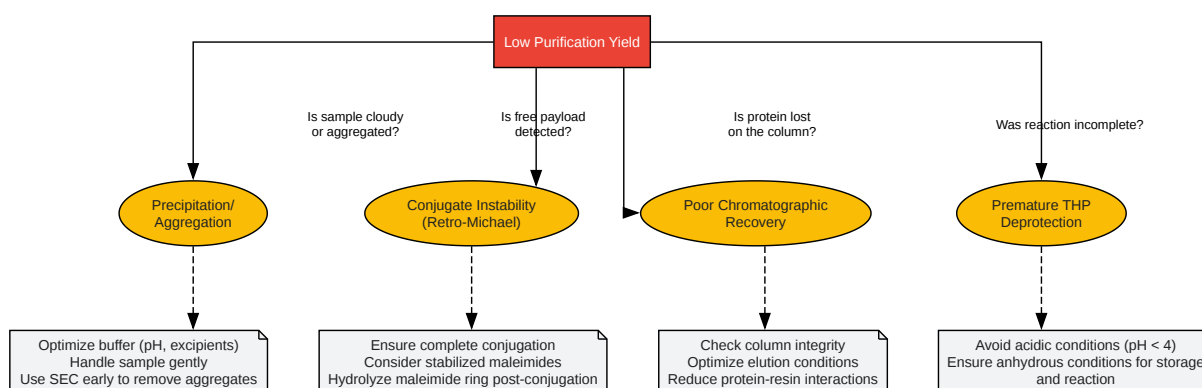 Low Purification Yield
Is sample cloudy
or aggregated?
Is free payload
detected?
Is protein lost
on the column?
Was reaction incomplete?
Precipitation/
Aggregation
Conjugate Instability
(Retro-Michael)
Poor Chromatographic
Recovery
Premature THP
Deprotection
Optimize buffer (pH, excipients)
Handle sample gently
Use SEC early to remove aggregates
Ensure complete conjugation
Consider stabilized maleimides
Hydrolyze maleimide ring post-conjugation
Check column integrity
Optimize elution conditions
Reduce protein-resin interactions
Avoid acidic conditions (pH < 4)
Ensure anhydrous conditions for storage
and reaction